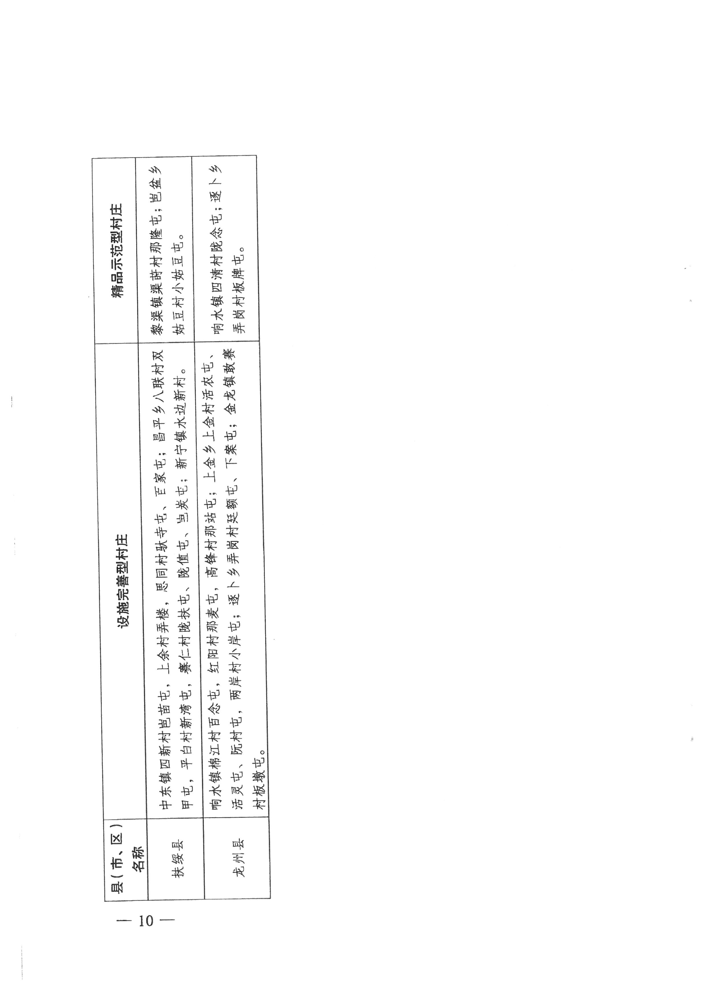 县(市、区)
名称
设施完善型村庄
精品示范型村庄
扶绥县
中东镇四新村岜苗屯，上余村弄楼，思同村驮寺屯、百家屯；昌平乡八联村双
甲屯，平白村新湾屯，赛仁村陇扶屯、陇值屯、岜炭屯；新宁镇水边新村。
黎渠镇渠莳村那隆屯；岜盆乡
姑豆村小姑豆屯。
龙州县
响水镇棉江村百念屯，红阳村那麦屯，高锋村那站屯；上金乡上金村活农屯、
活灵屯、阮村屯，两岸村小岸屯；逐卜乡弄岗村廷额屯、下案屯；金龙镇敢赛
村板墩屯。
响水镇四清村陇念屯；逐卜乡
弄岗村板牌屯。
— 10 —